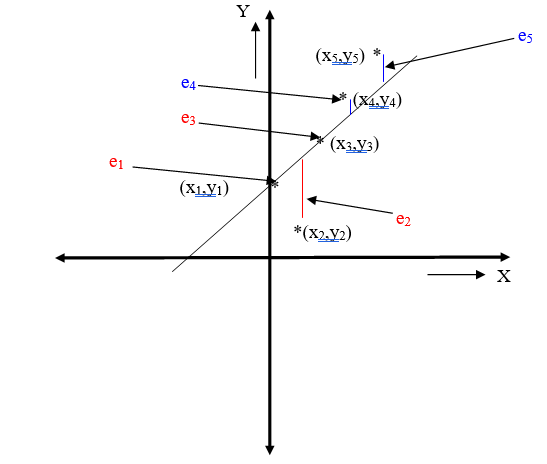 Y
e₅
(x₅,y₅) *
e₄
* (x₄,y₄)
e₃
* (x₃,y₃)
e₁
(x₁,y₁) *
e₂
*(x₂,y₂)
X